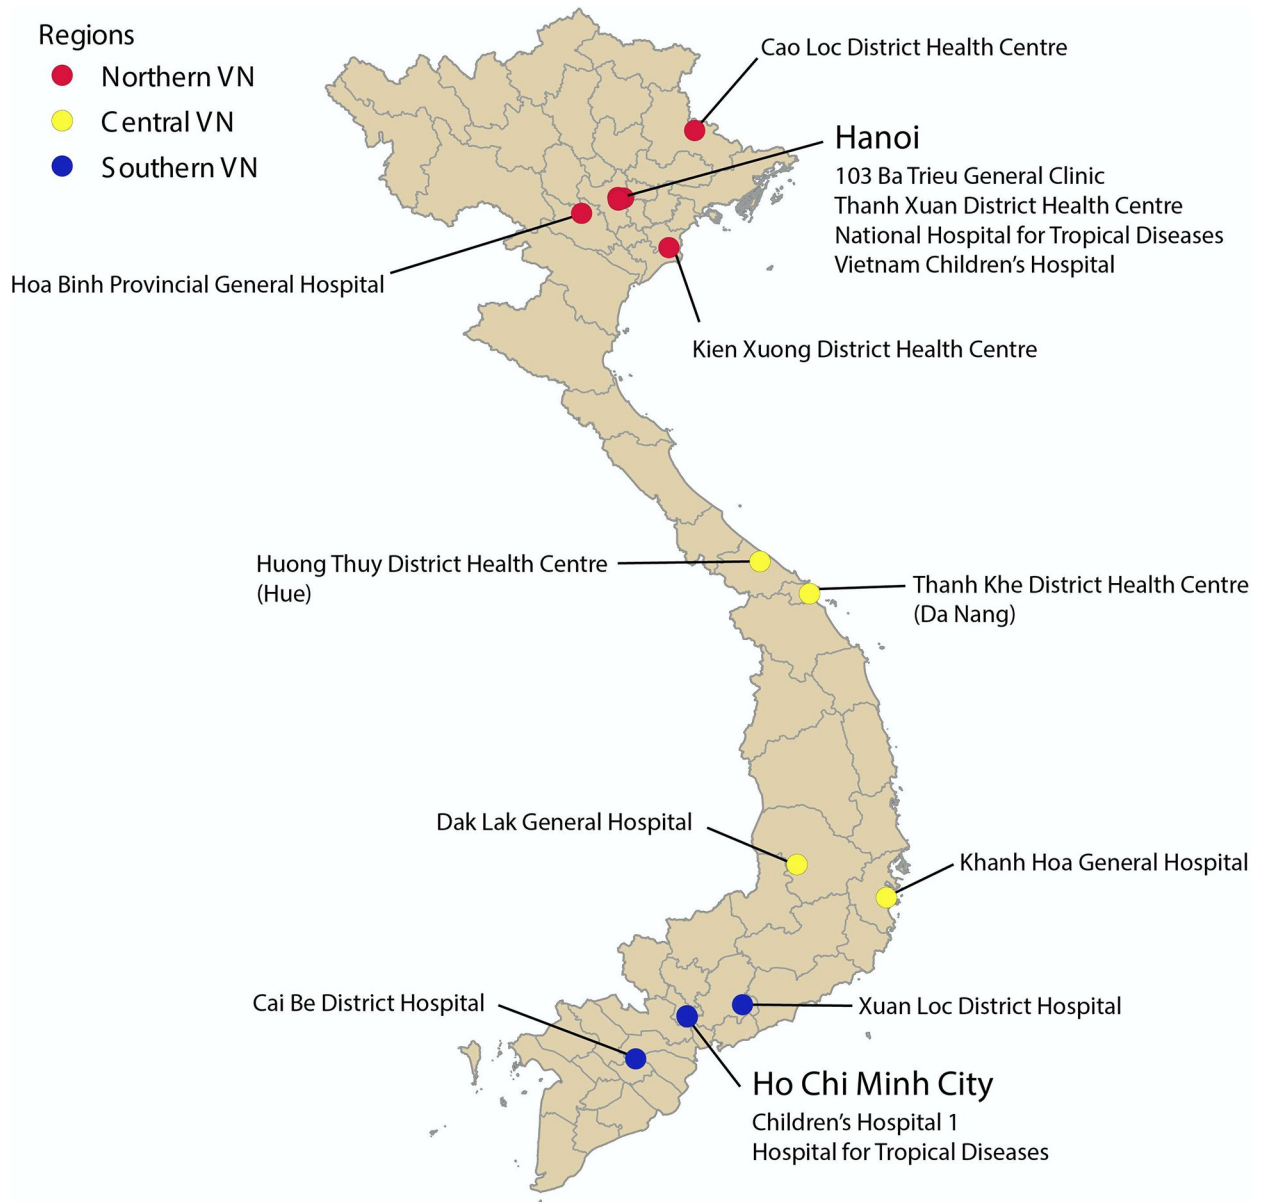 Regions
Northern VN
Central VN
Southern VN
Cao Loc District Health Centre
Hanoi
103 Ba Trieu General Clinic
Thanh Xuan District Health Centre
National Hospital for Tropical Diseases
Vietnam Children’s Hospital
Hoa Binh Provincial General Hospital
Kien Xuong District Health Centre
Huong Thuy District Health Centre
(Hue)
Thanh Khe District Health Centre
(Da Nang)
Dak Lak General Hospital
Khanh Hoa General Hospital
Cai Be District Hospital
Xuan Loc District Hospital
Ho Chi Minh City
Children’s Hospital 1
Hospital for Tropical Diseases